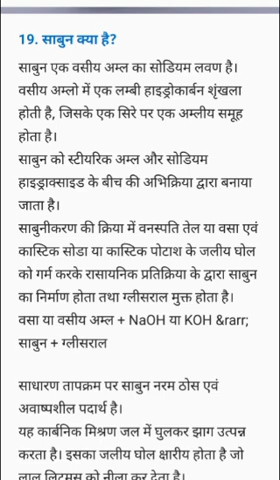 19. साबुन क्या है?
साबुन एक वसीय अम्ल का सोडियम लवण है।
वसीय अम्लो में एक लम्बी हाइड्रोकार्बन शृंखला
होती है, जिसके एक सिरे पर एक अम्लीय समूह
होता है।
साबुन को स्टीयरिक अम्ल और सोडियम
हाइड्राक्साइड के बीच की अभिक्रिया द्वारा बनाया
जाता है।
साबुनीकरण की क्रिया में वनस्पति तेल या वसा एवं
कास्टिक सोडा या कास्टिक पोटाश के जलीय घोल
को गर्म करके रासायनिक प्रतिक्रिया के द्वारा साबुन
का निर्माण होता तथा ग्लीसराल मुक्त होता है।
वसा या वसीय अम्ल + NaOH या KOH &rarr;
साबुन + ग्लीसराल
साधारण तापक्रम पर साबुन नरम ठोस एवं
अवाष्पशील पदार्थ है।
यह कार्बनिक मिश्रण जल में घुलकर झाग उत्पन्न
करता है। इसका जलीय घोल क्षारीय होता है जो
लाल लिटमस को नीला कर देता है।